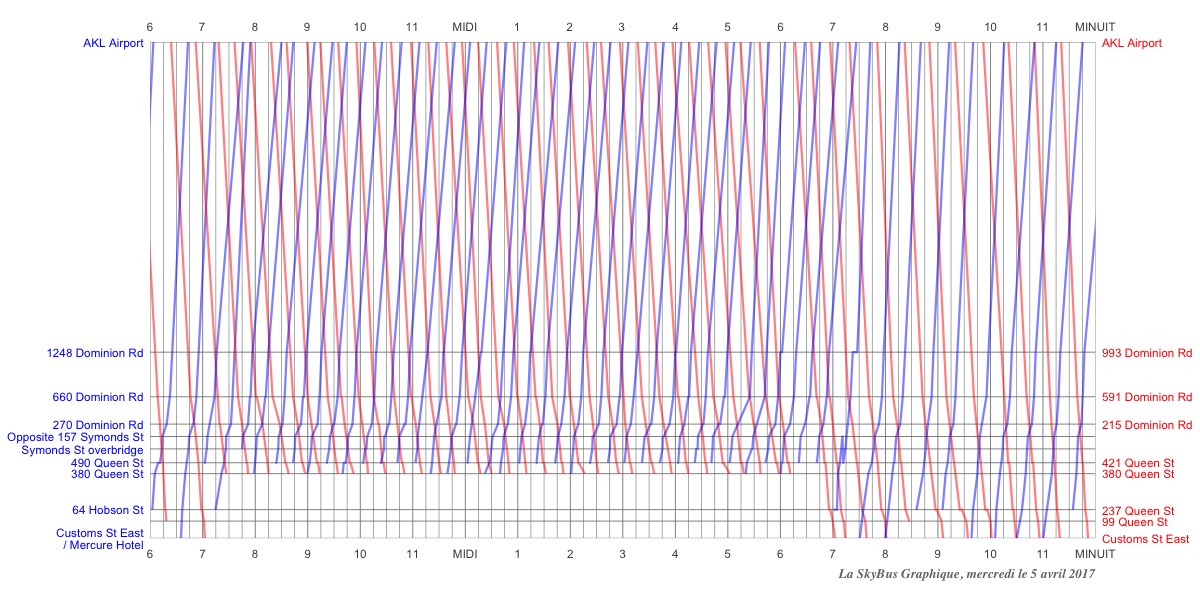 6 7 8 9 10 11 MIDI 1 2 3 4 5 6 7 8 9 10 11 MINUIT
AKL Airport AKL Airport
1248 Dominion Rd 993 Dominion Rd
660 Dominion Rd 591 Dominion Rd
270 Dominion Rd 215 Dominion Rd
Opposite 157 Symonds St
Symonds St overbridge
490 Queen St 421 Queen St
380 Queen St 380 Queen St
64 Hobson St 237 Queen St
99 Queen St
Customs St East Customs St East
/ Mercure Hotel
6 7 8 9 10 11 MIDI 1 2 3 4 5 6 7 8 9 10 11 MINUIT
La SkyBus Graphique, mercredi le 5 avril 2017